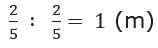 2/5 : 2/5 = 1 (m)